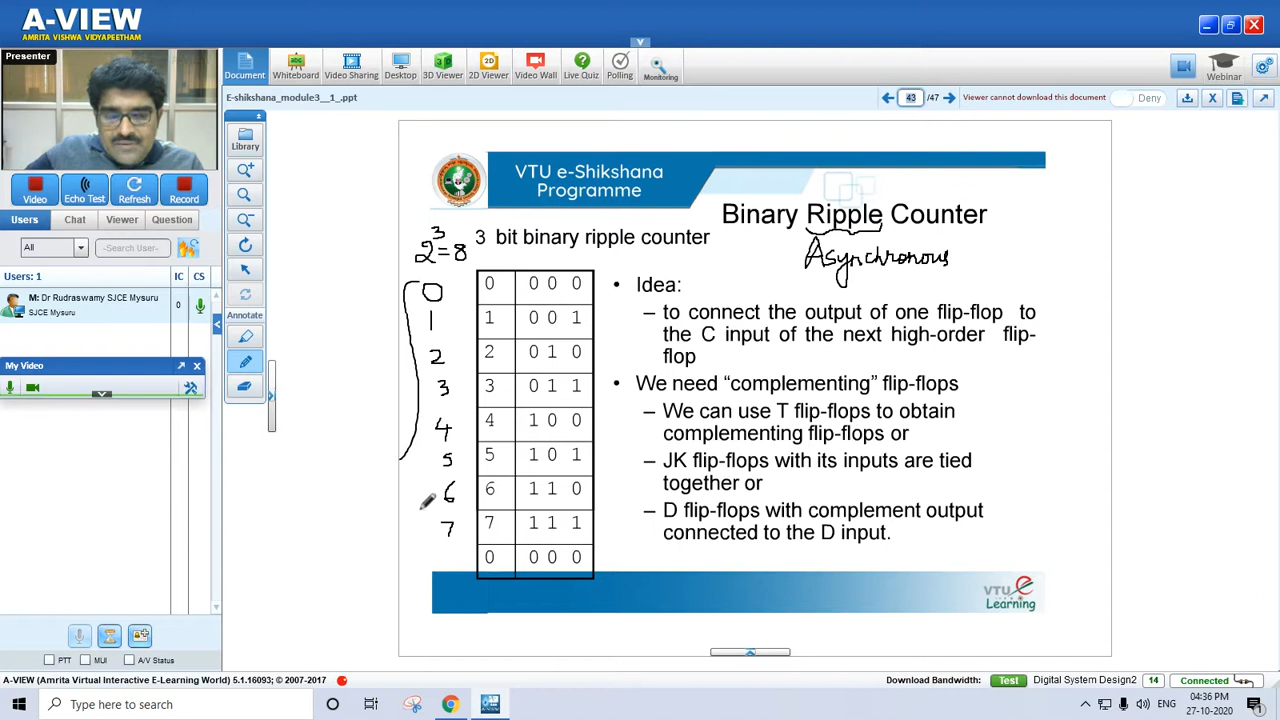 A-VIEW
AMRITA VISHWA VIDYAPEETHAM
Presenter
Document
Whiteboard
Video Sharing
Desktop
3D Viewer
2D Viewer
Video Wall
Live Quiz
Polling
Monitoring
Webinar
E-shikshana_module3__1_.ppt
43 /47
Viewer cannot download this document
Deny
Video
Echo Test
Refresh
Record
Library
Users
Chat
Viewer
Question
All
-Search User-
Users: 1
IC
CS
M: Dr Rudraswamy SJCE Mysuru
SJCE Mysuru
0
Annotate
My Video
VTU e-Shikshana
Programme
Binary Ripple Counter
Asynchronous
2³=8
3 bit binary ripple counter
0
1
2
3
4
5
6
7
0 0 0 0
1 0 0 1
2 0 1 0
3 0 1 1
4 1 0 0
5 1 0 1
6 1 1 0
7 1 1 1
0 0 0 0
• Idea:
– to connect the output of one flip-flop to
the C input of the next high-order flip-
flop
• We need “complementing” flip-flops
– We can use T flip-flops to obtain
complementing flip-flops or
– JK flip-flops with its inputs are tied
together or
– D flip-flops with complement output
connected to the D input.
VTU e
Learning
PTT
MUI
A/V Status
A-VIEW (Amrita Virtual Interactive E-Learning World) 5.1.16093; © 2007-2017
Download Bandwidth:
Test
Digital System Design2
14
Connected
Type here to search
ENG
04:36 PM
27-10-2020